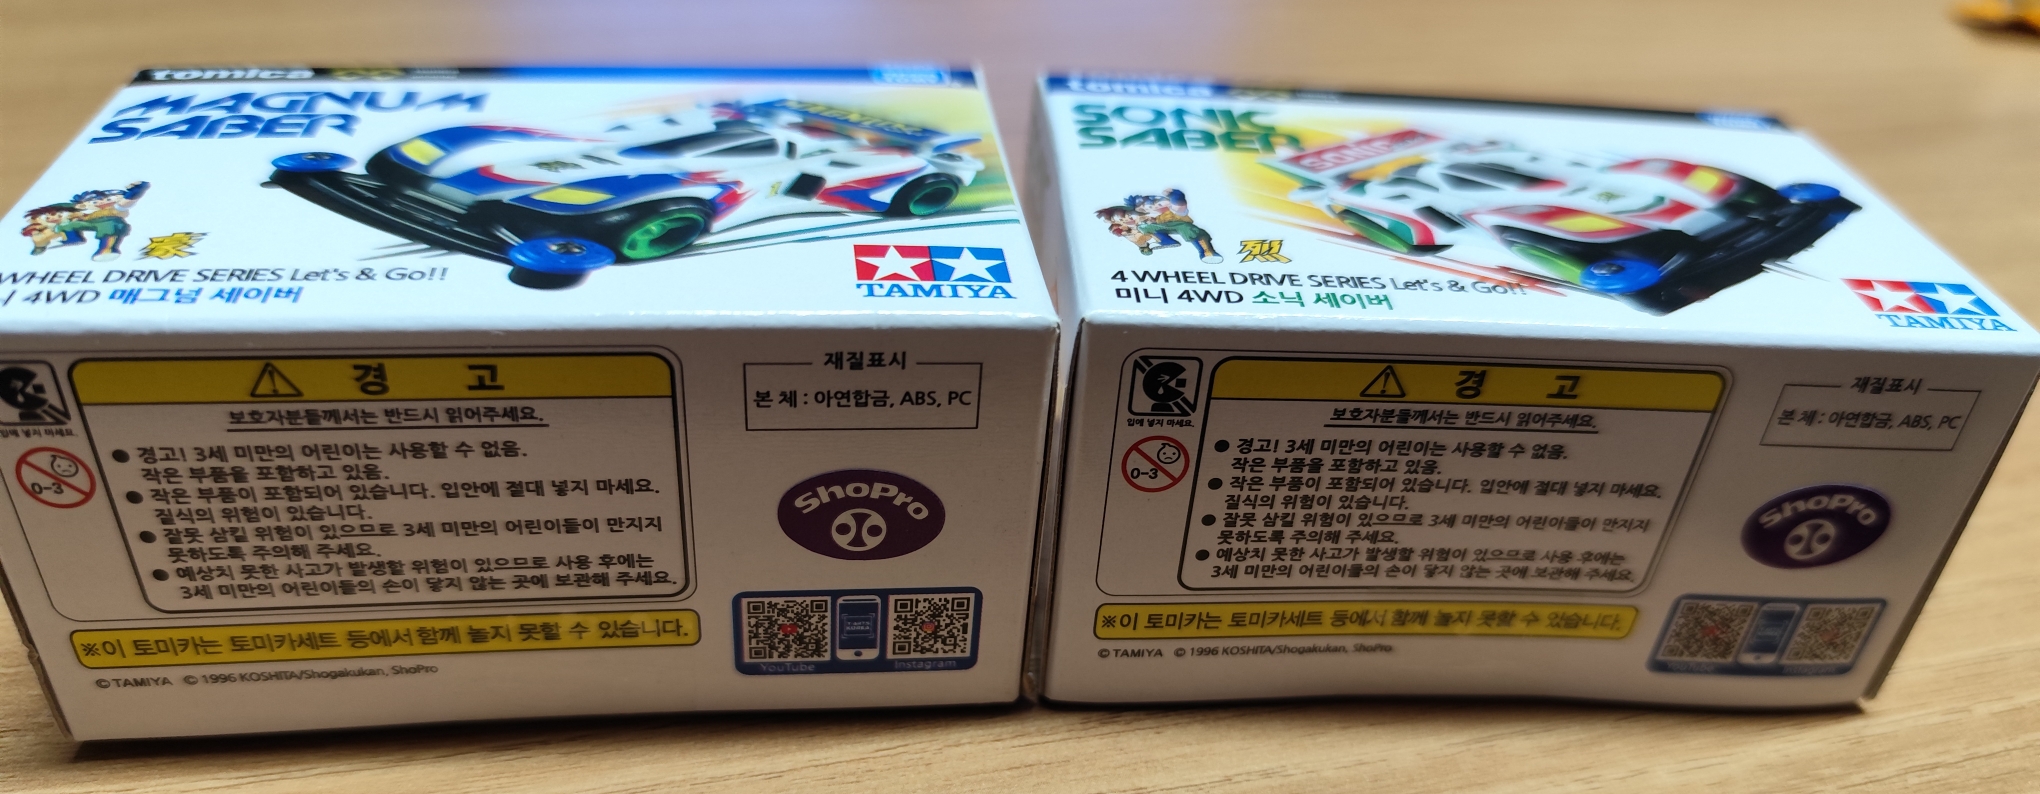 tomica
MAGNUM
SABER
豪
WHEEL DRIVE SERIES Let's & Go!!
니 4WD 매그넘 세이버
TAMIYA
경 고
보호자분들께서는 반드시 읽어주세요.
입에 넣지 마세요.
0-3
● 경고! 3세 미만의 어린이는 사용할 수 없음.
작은 부품을 포함하고 있음.
● 작은 부품이 포함되어 있습니다. 입안에 절대 넣지 마세요.
질식의 위험이 있습니다.
● 잘못 삼킬 위험이 있으므로 3세 미만의 어린이들이 만지지
못하도록 주의해 주세요.
● 예상치 못한 사고가 발생할 위험이 있으므로 사용 후에는
3세 미만의 어린이들의 손이 닿지 않는 곳에 보관해 주세요.
※이 토미카는 토미카세트 등에서 함께 놀지 못할 수 있습니다.
©TAMIYA ©1996 KOSHITA/Shogakukan, ShoPro
재질표시
본 체 : 아연합금, ABS, PC
ShoPro
YouTube
Instagram
tomica
SONIC
SABER
Sonic
烈
4 WHEEL DRIVE SERIES Let's & Go!!
미니 4WD 소닉 세이버
TAMIYA
경 고
보호자분들께서는 반드시 읽어주세요.
입에 넣지 마세요.
0-3
● 경고! 3세 미만의 어린이는 사용할 수 없음.
작은 부품을 포함하고 있음.
● 작은 부품이 포함되어 있습니다. 입안에 절대 넣지 마세요.
질식의 위험이 있습니다.
● 잘못 삼킬 위험이 있으므로 3세 미만의 어린이들이 만지지
못하도록 주의해 주세요.
● 예상치 못한 사고가 발생할 위험이 있으므로 사용 후에는
3세 미만의 어린이들의 손이 닿지 않는 곳에 보관해 주세요.
※이 토미카는 토미카세트 등에서 함께 놀지 못할 수 있습니다.
©TAMIYA ©1996 KOSHITA/Shogakukan, ShoPro
재질표시
본 체 : 아연합금, ABS, PC
ShoPro